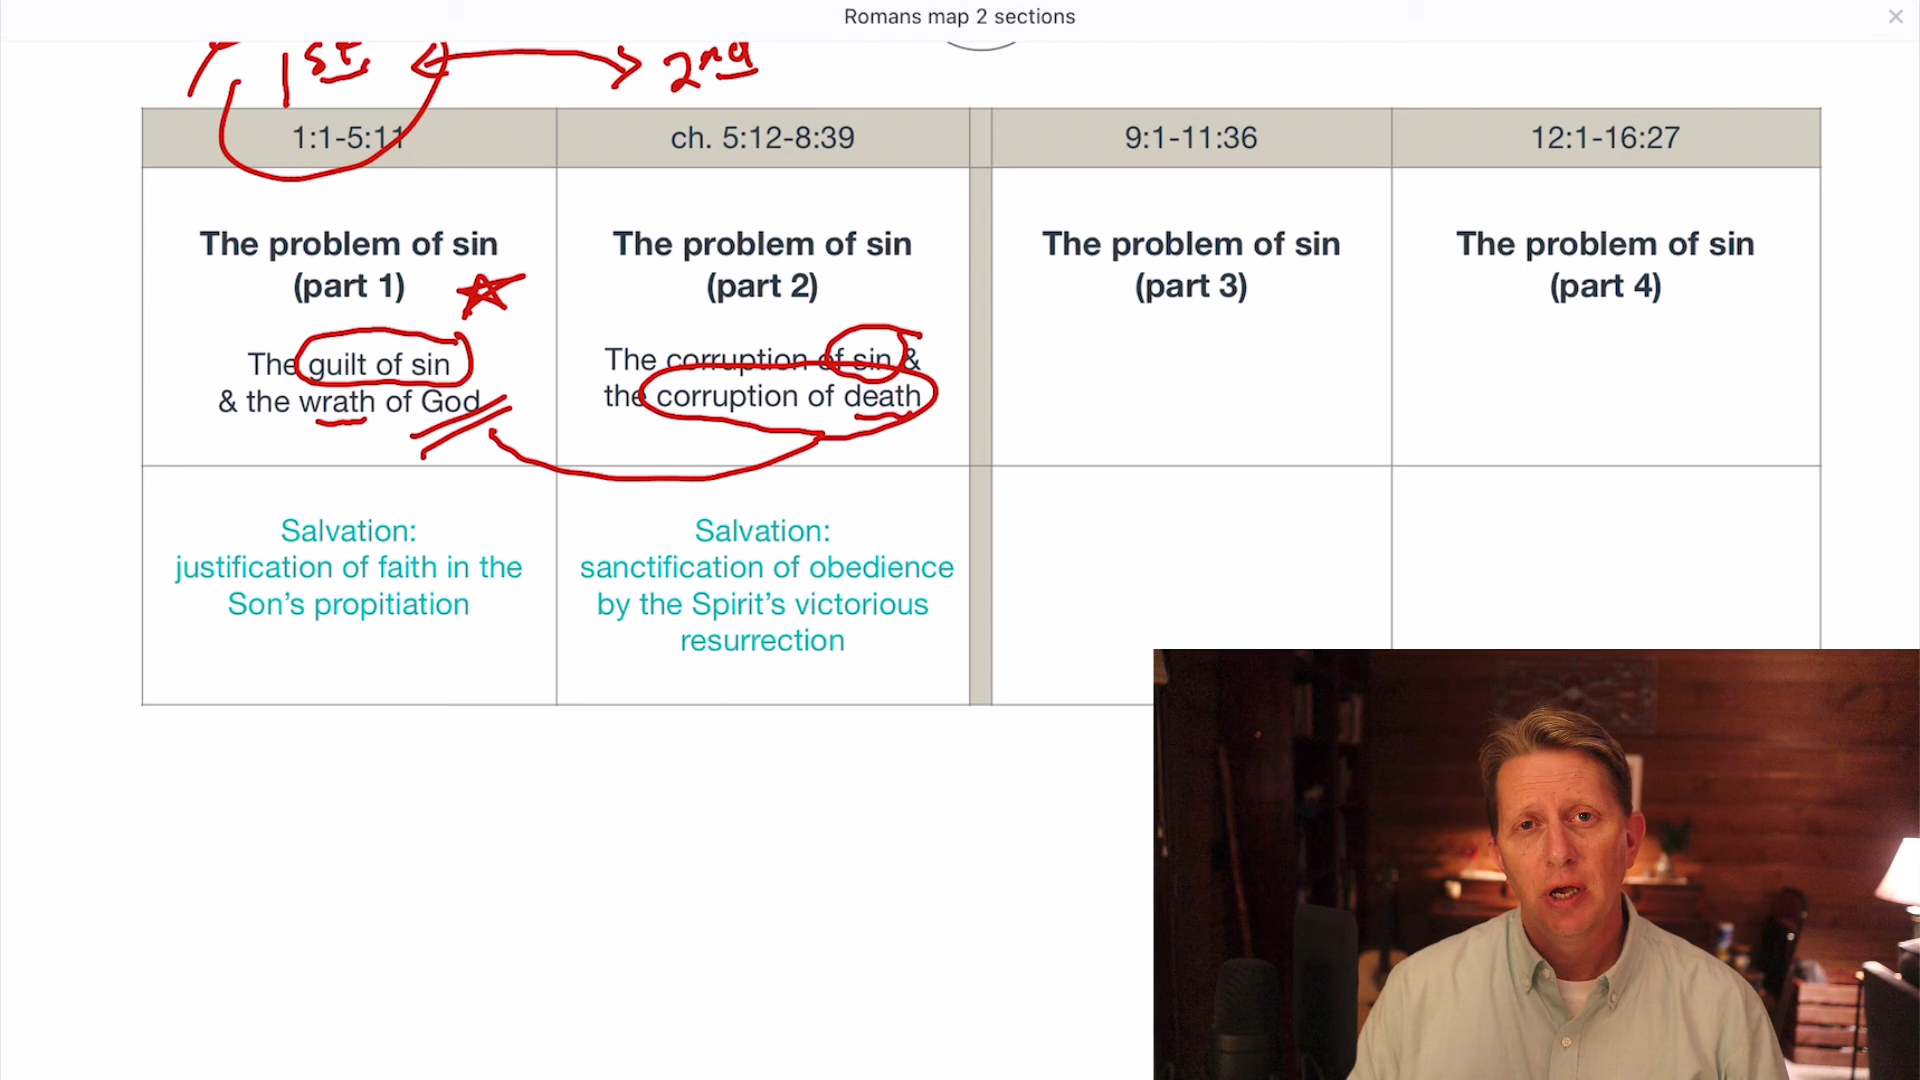 Romans map 2 sections
1st
2nd
1:1-5:11
ch. 5:12-8:39
9:1-11:36
12:1-16:27
The problem of sin
(part 1)
The guilt of sin
& the wrath of God
The problem of sin
(part 2)
The corruption of sin &
the corruption of death
The problem of sin
(part 3)
The problem of sin
(part 4)
Salvation:
justification of faith in the
Son’s propitiation
Salvation:
sanctification of obedience
by the Spirit’s victorious
resurrection